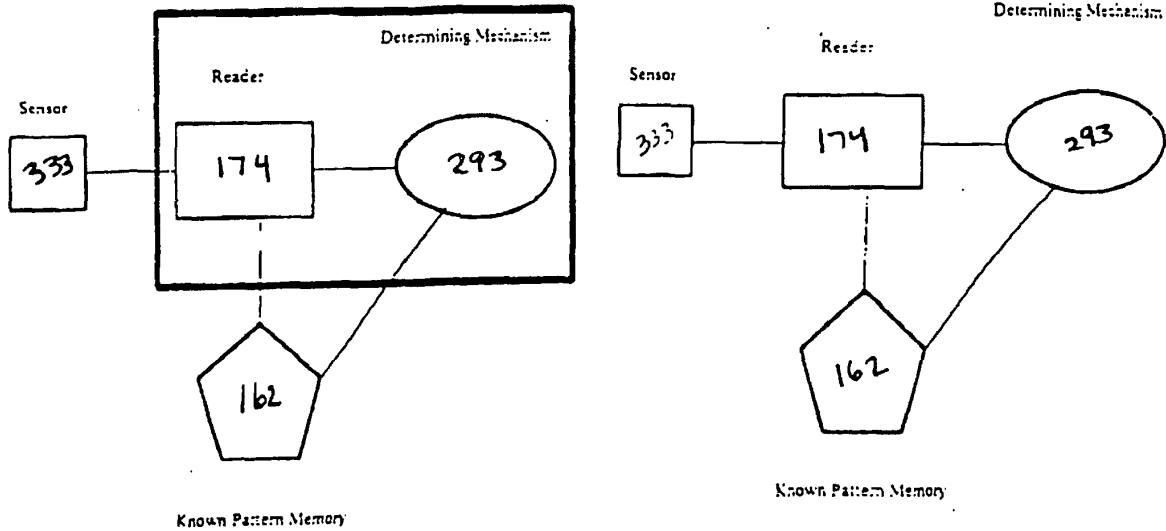 Determining Mechanism
Reader
Sensor
333
174
293
162
Known Pattern Memory
Determining Mechanism
Reader
Sensor
333
174
293
162
Known Pattern Memory